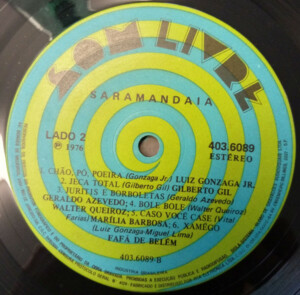 SOM LIVRE
SARAMANDAIA
LADO 2
℗ 1976
403.6089
ESTÉREO
1. CHÃO, PÓ, POEIRA (Gonzaga Jr.) LUIZ GONZAGA JR.
2. JECA TOTAL (Gilberto Gil) GILBERTO GIL
3. JURITIS E BORBOLETAS (Geraldo Azevedo)
GERALDO AZEVEDO; 4. BOLE BOLE (Walter Queiroz)
WALTER QUEIROZ; 5. CASO VOCÊ CASE (Vital
Farias) MARÍLIA BARBOSA; 6. XAMÊGO
(Luiz Gonzaga-Miguel Lima)
FAFÁ DE BELÉM
403.6089-B
INDÚSTRIA BRASILEIRA